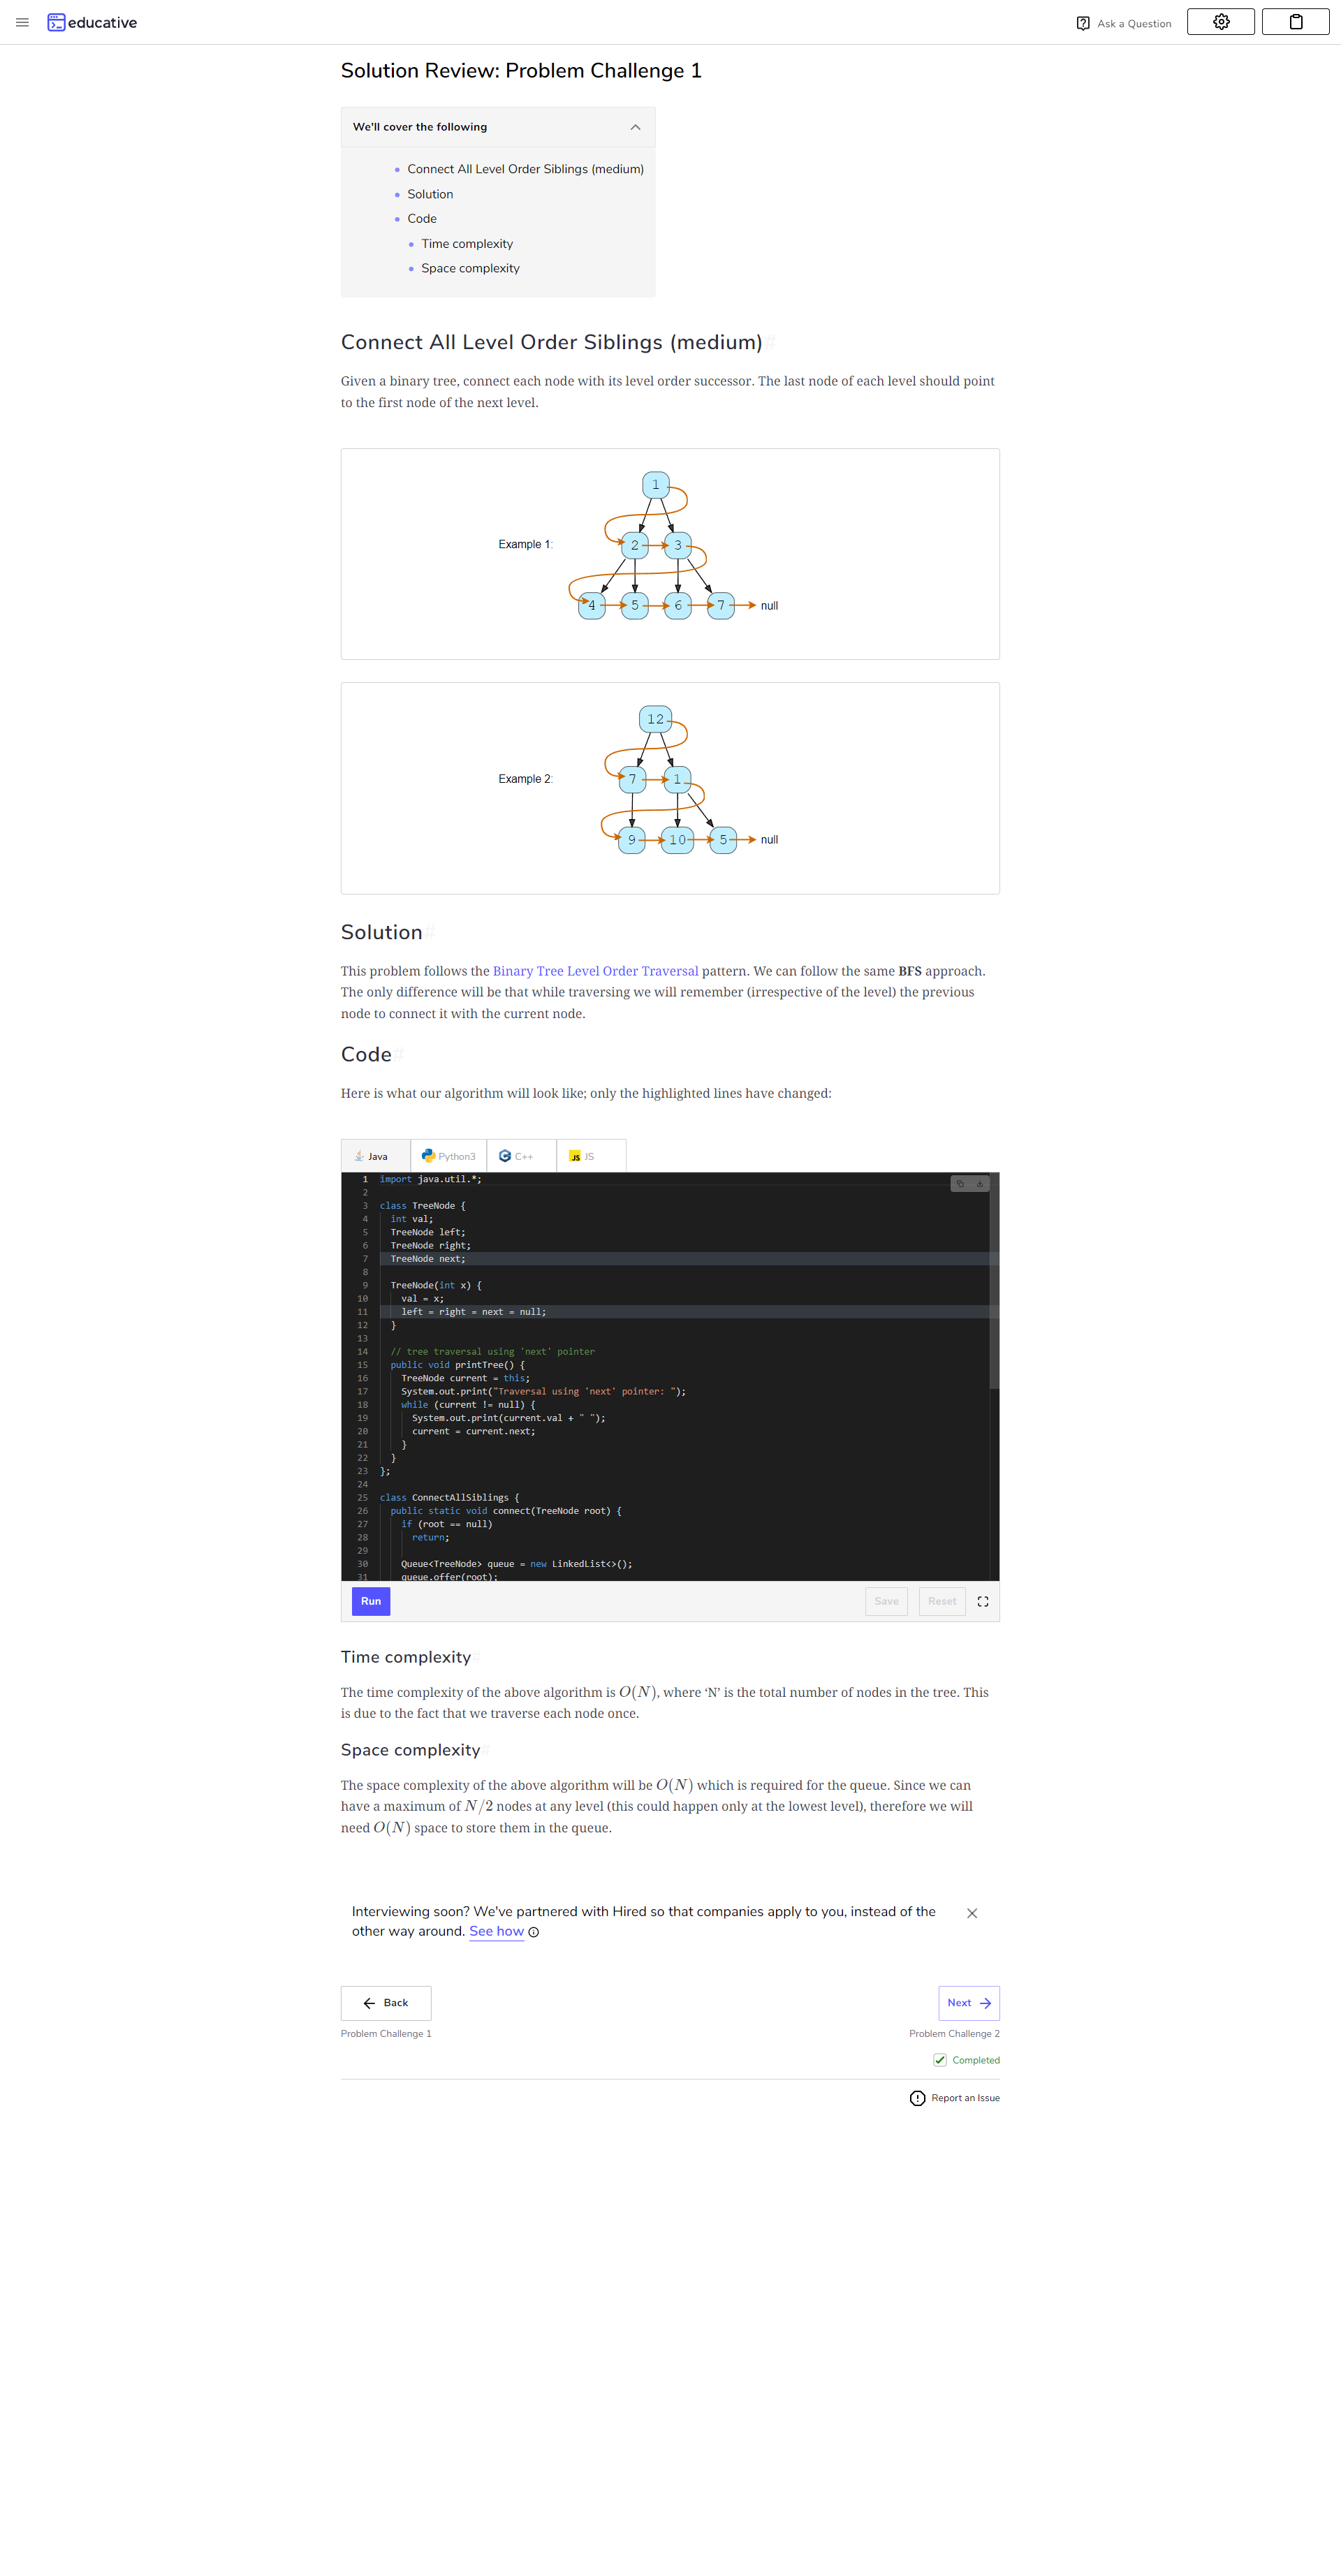 educative
Ask a Question
Solution Review: Problem Challenge 1
We'll cover the following
Connect All Level Order Siblings (medium)
Solution
Code
Time complexity
Space complexity
Connect All Level Order Siblings (medium)#
Given a binary tree, connect each node with its level order successor. The last node of each level should point
to the first node of the next level.
1
Example 1:
2 3
4 5 6 7 null
12
Example 2:
7 1
9 10 5 null
Solution#
This problem follows the Binary Tree Level Order Traversal pattern. We can follow the same BFS approach.
The only difference will be that while traversing we will remember (irrespective of the level) the previous
node to connect it with the current node.
Code#
Here is what our algorithm will look like; only the highlighted lines have changed:
Java Python3 C++ JS JS
1 import java.util.*;
2
3 class TreeNode {
4 int val;
5 TreeNode left;
6 TreeNode right;
7 TreeNode next;
8
9 TreeNode(int x) {
10 val = x;
11 left = right = next = null;
12 }
13
14 // tree traversal using 'next' pointer
15 public void printTree() {
16 TreeNode current = this;
17 System.out.print("Traversal using 'next' pointer: ");
18 while (current != null) {
19 System.out.print(current.val + " ");
20 current = current.next;
21 }
22 }
23 };
24
25 class ConnectAllSiblings {
26 public static void connect(TreeNode root) {
27 if (root == null)
28 return;
29
30 Queue<TreeNode> queue = new LinkedList<>();
31 queue.offer(root);
Run Save Reset
Time complexity#
The time complexity of the above algorithm is O(N), where ‘N’ is the total number of nodes in the tree. This
is due to the fact that we traverse each node once.
Space complexity#
The space complexity of the above algorithm will be O(N) which is required for the queue. Since we can
have a maximum of N/2 nodes at any level (this could happen only at the lowest level), therefore we will
need O(N) space to store them in the queue.
Interviewing soon? We've partnered with Hired so that companies apply to you, instead of the
other way around. See how
Back Next
Problem Challenge 1 Problem Challenge 2
Completed
Report an Issue